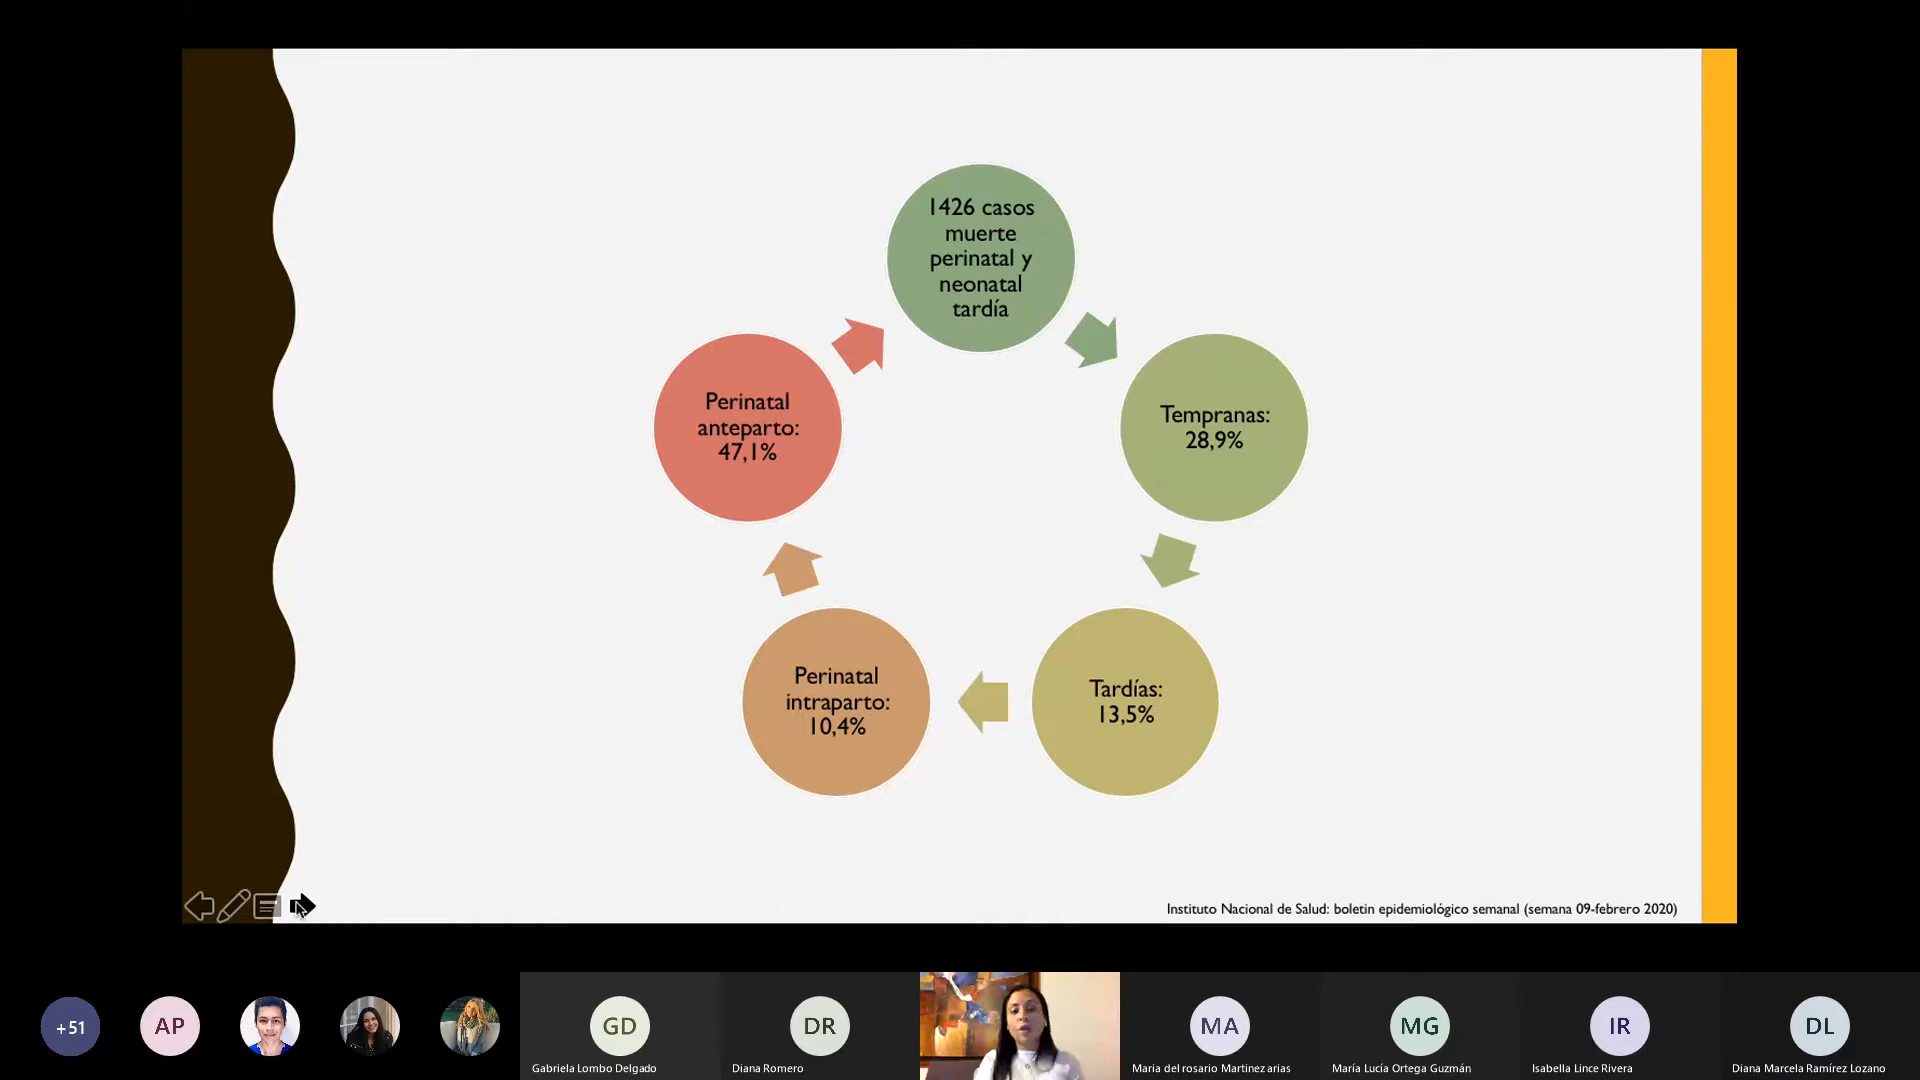 1426 casos
muerte
perinatal y
neonatal
tardía
Tempranas:
28,9%
Tardías:
13,5%
Perinatal
intraparto:
10,4%
Perinatal
anteparto:
47,1%
Instituto Nacional de Salud: boletin epidemiológico semanal (semana 09-febrero 2020)
+51
AP
GD
Gabriela Lombo Delgado
DR
Diana Romero
MA
Maria del rosario Martinez arias
MG
María Lucía Ortega Guzmán
IR
Isabella Lince Rivera
DL
Diana Marcela Ramírez Lozano